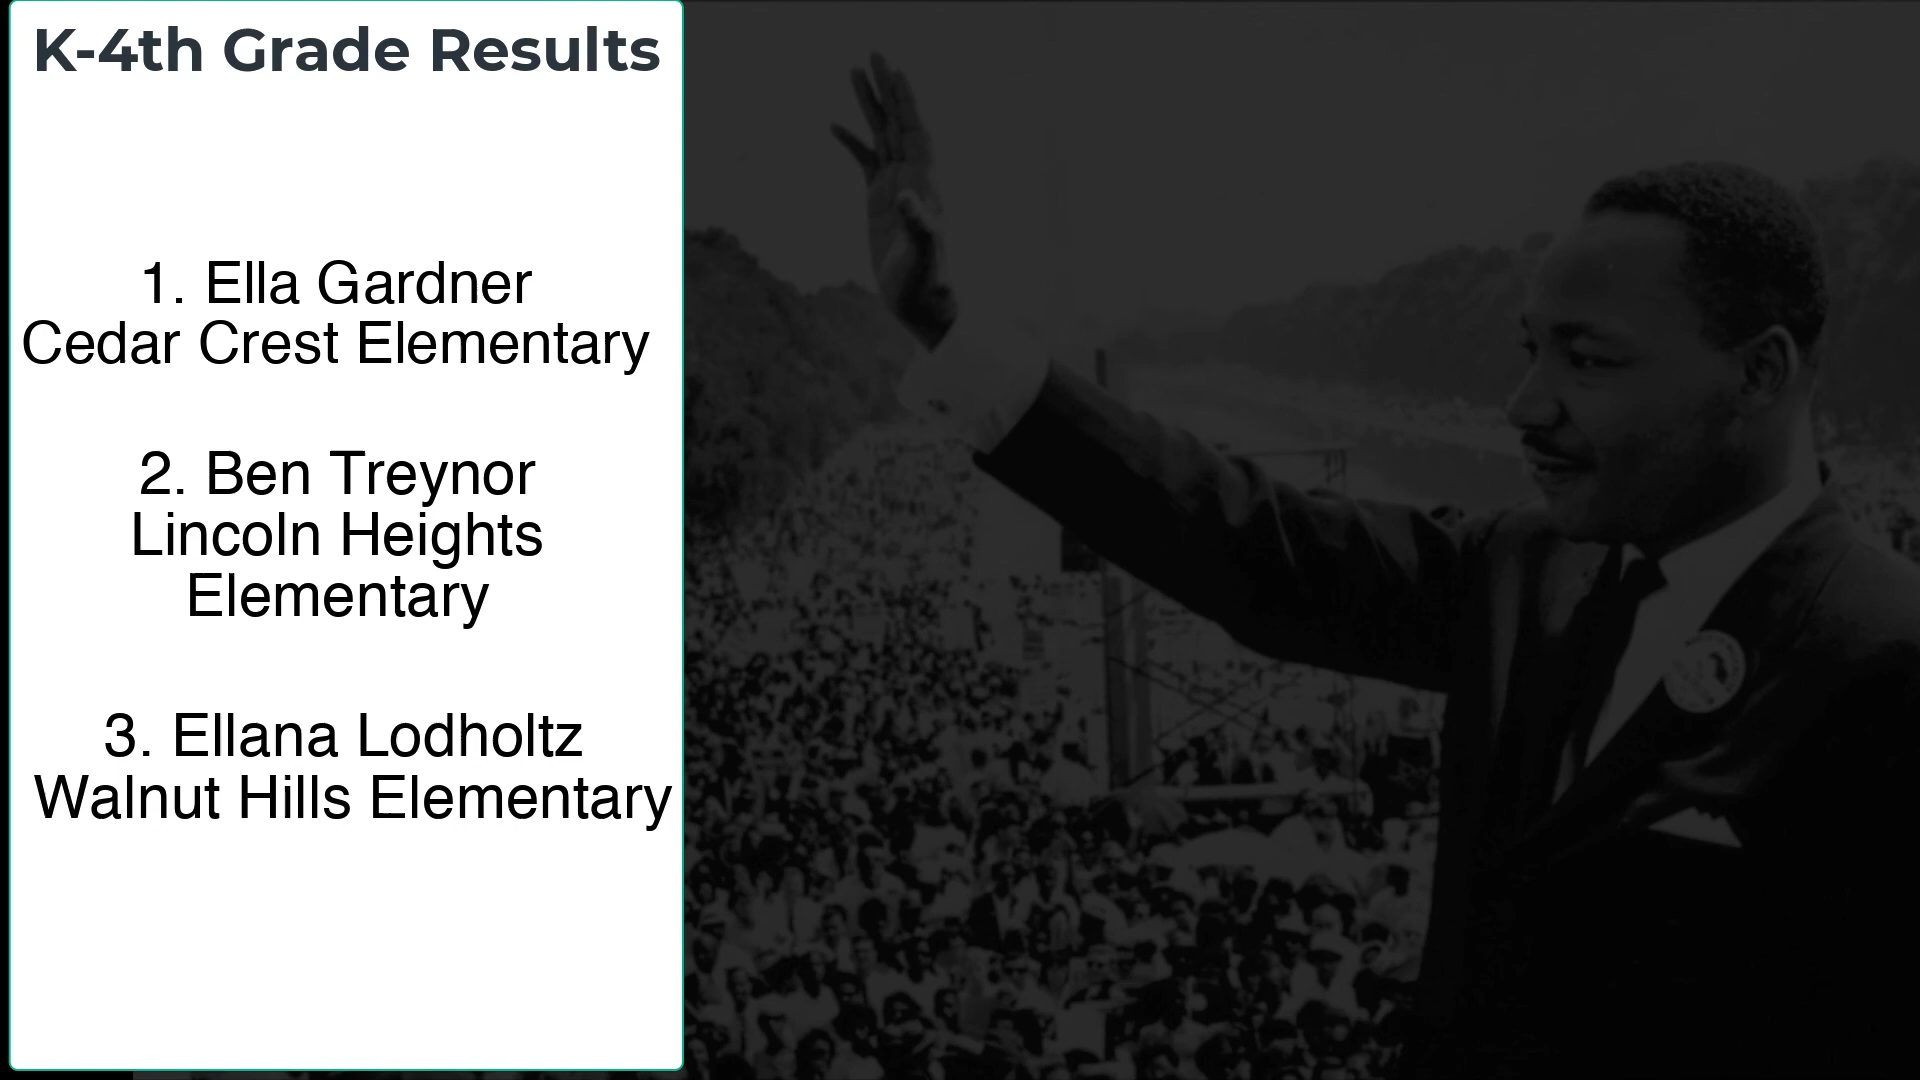 K-4th Grade Results
1. Ella Gardner
Cedar Crest Elementary
2. Ben Treynor
Lincoln Heights
Elementary
3. Ellana Lodholtz
Walnut Hills Elementary